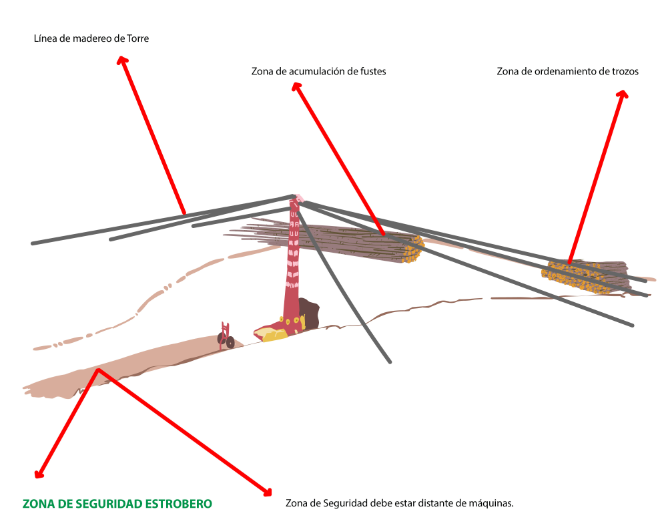 Línea de madereo de Torre
Zona de acumulación de fustes
Zona de ordenamiento de trozos
ZONA DE SEGURIDAD ESTROBERO
Zona de Seguridad debe estar distante de máquinas.